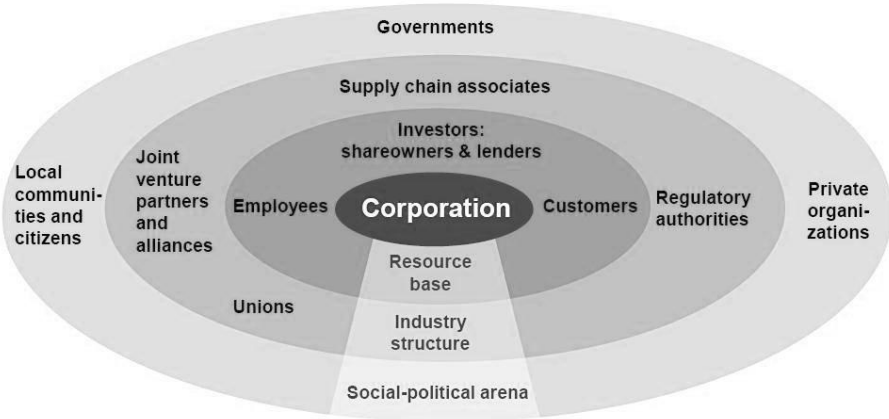 Governments
Supply chain associates
Investors:
shareowners & lenders
Local
communi-
ties and
citizens
Joint
venture
partners
and
alliances
Employees
Corporation
Customers
Regulatory
authorities
Private
organi-
zations
Resource
base
Unions
Industry
structure
Social-political arena